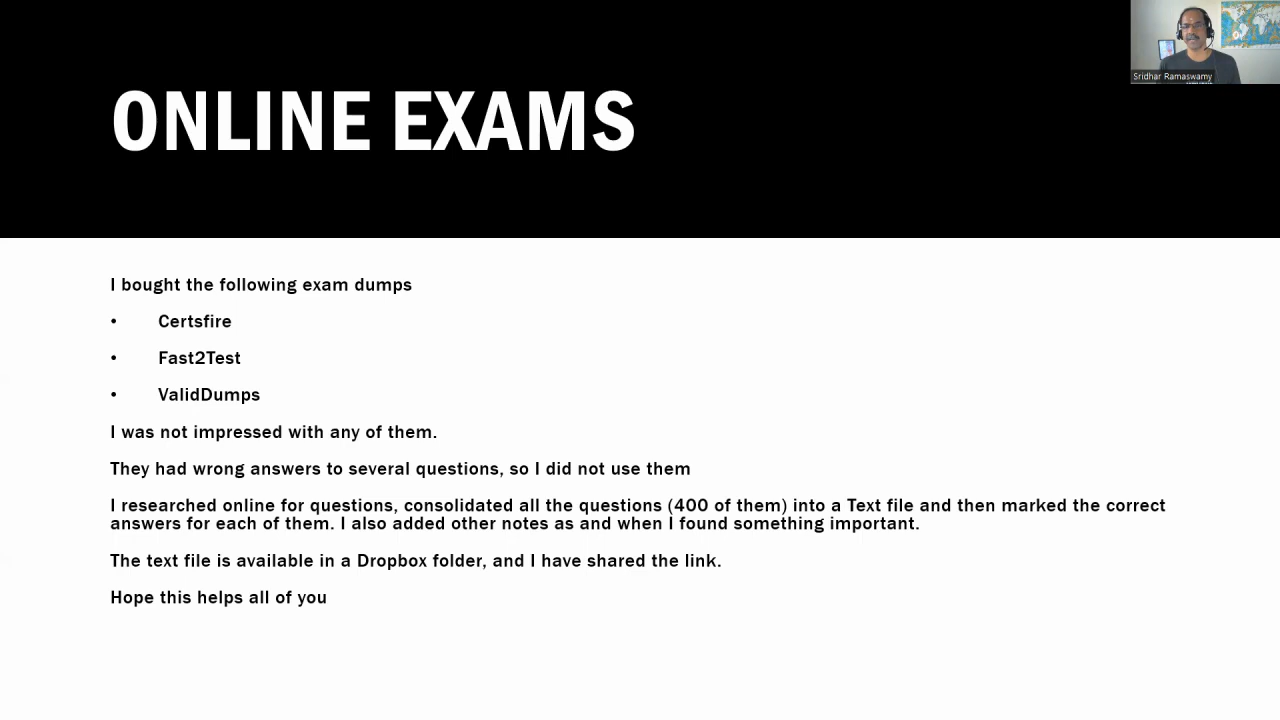 Sridhar Ramaswamy
ONLINE EXAMS
I bought the following exam dumps
• Certsfire
• Fast2Test
• ValidDumps
I was not impressed with any of them.
They had wrong answers to several questions, so I did not use them
I researched online for questions, consolidated all the questions (400 of them) into a Text file and then marked the correct
answers for each of them. I also added other notes as and when I found something important.
The text file is available in a Dropbox folder, and I have shared the link.
Hope this helps all of you